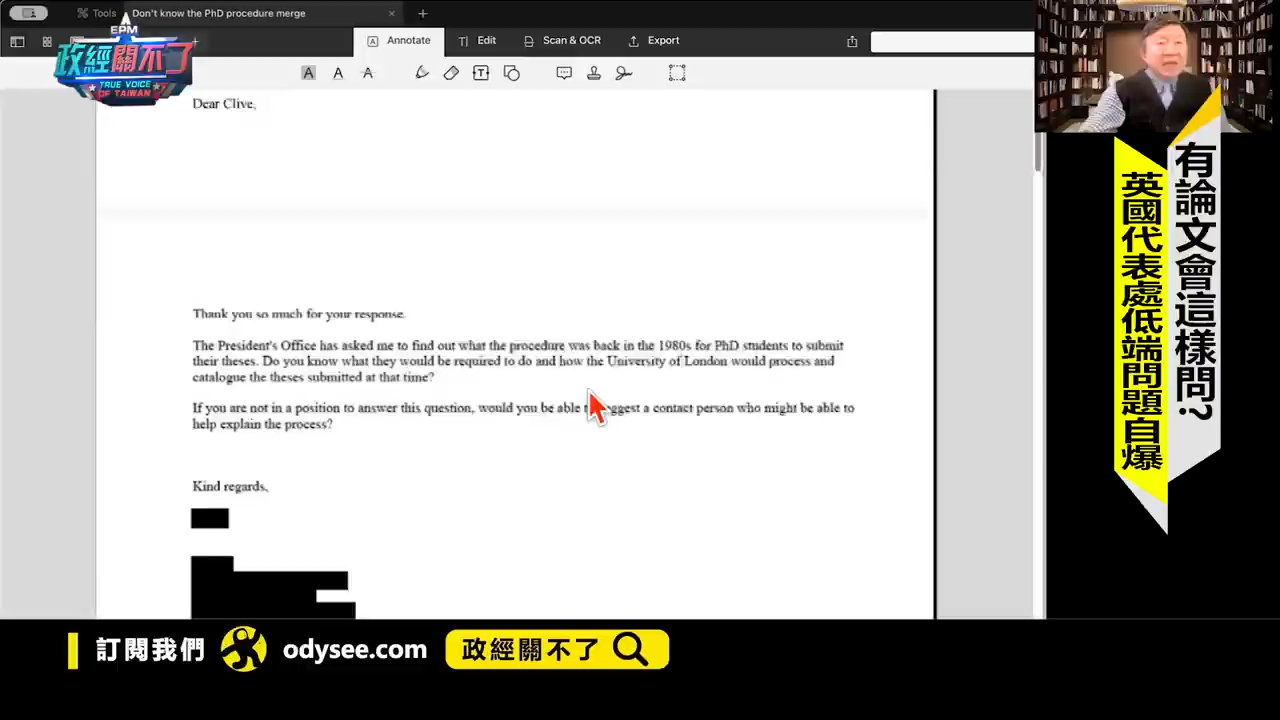 Tools
Don't know the PhD procedure merge
Annotate
Edit
Scan & OCR
Export
EPM
政經關不了
TRUE VOICE
OF TAIWAN
Dear Clive,
Thank you so much for your response.
The President's Office has asked me to find out what the procedure was back in the 1980s for PhD students to submit
their theses. Do you know what they would be required to do and how the University of London would process and
catalogue the theses submitted at that time?
If you are not in a position to answer this question, would you be able suggest a contact person who might be able to
help explain the process?
Kind regards,
有論文會這樣問?
英國代表處低端問題自爆
訂閱我們
odysee.com
政經關不了